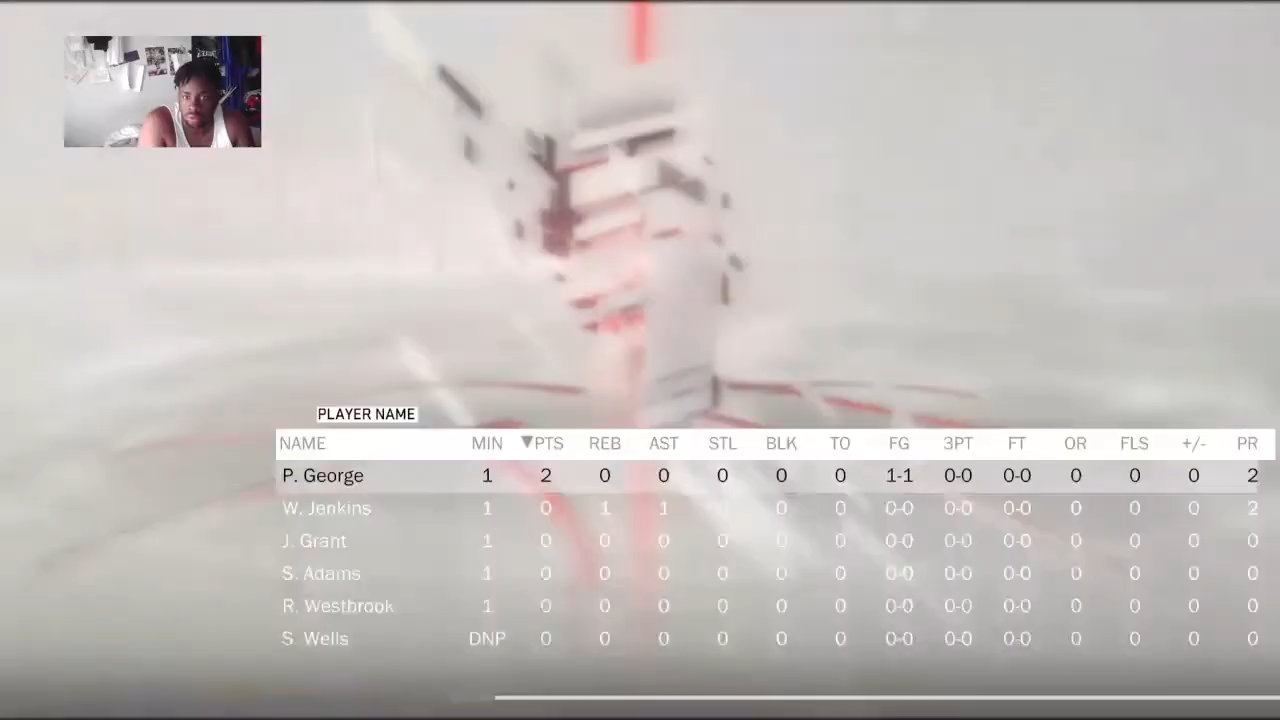 PLAYER NAME
NAME MIN ▼PTS REB AST STL BLK TO FG 3PT FT OR FLS +/- PR
P. George 1 2 0 0 0 0 0 1-1 0-0 0-0 0 0 0 2
W. Jenkins 1 0 1 1 0 0 0-0 0-0 0-0 0 0 0 2
J. Grant 1 0 0 0 0 0 0 0-0 0-0 0-0 0 0 0 0
S. Adams 1 0 0 0 0 0 0 0-0 0-0 0-0 0 0 0 0
R. Westbrook 1 0 0 0 0 0 0 0-0 0-0 0-0 0 0 0 0
S Wells DNP 0 0 0 0 0 0 0-0 0-0 0-0 0 0 0 0